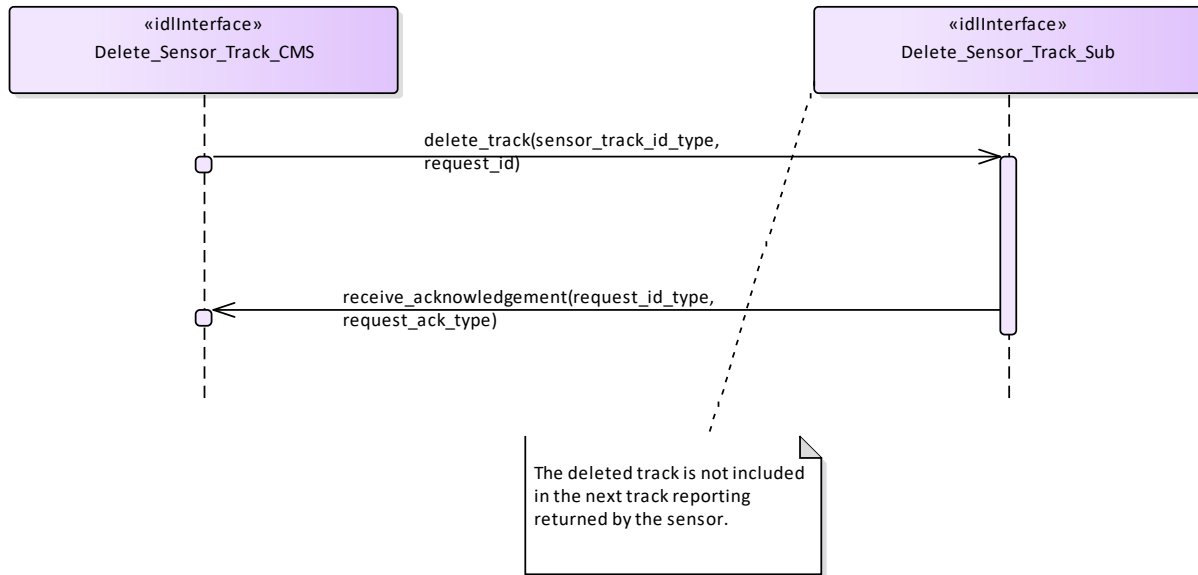 «idlInterface»
Delete_Sensor_Track_CMS
«idlInterface»
Delete_Sensor_Track_Sub
delete_track(sensor_track_id_type,
request_id)
receive_acknowledgement(request_id_type,
request_ack_type)
The deleted track is not included
in the next track reporting
returned by the sensor.